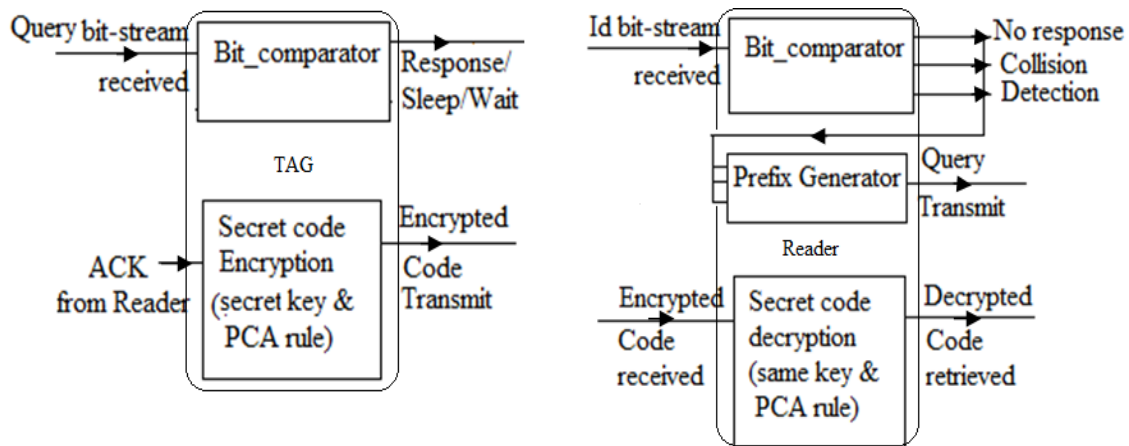 Query bit-stream
received
Bit_comparator
Response/
Sleep/Wait
TAG
Secret code
Encryption
(secret key &
PCA rule)
ACK
from Reader
Encrypted
Code
Transmit
Id bit-stream
received
Bit_comparator
No response
Collision
Detection
Prefix Generator
Query
Transmit
Reader
Encrypted
Code
received
Secret code
decryption
(same key &
PCA rule)
Decrypted
Code
retrieved